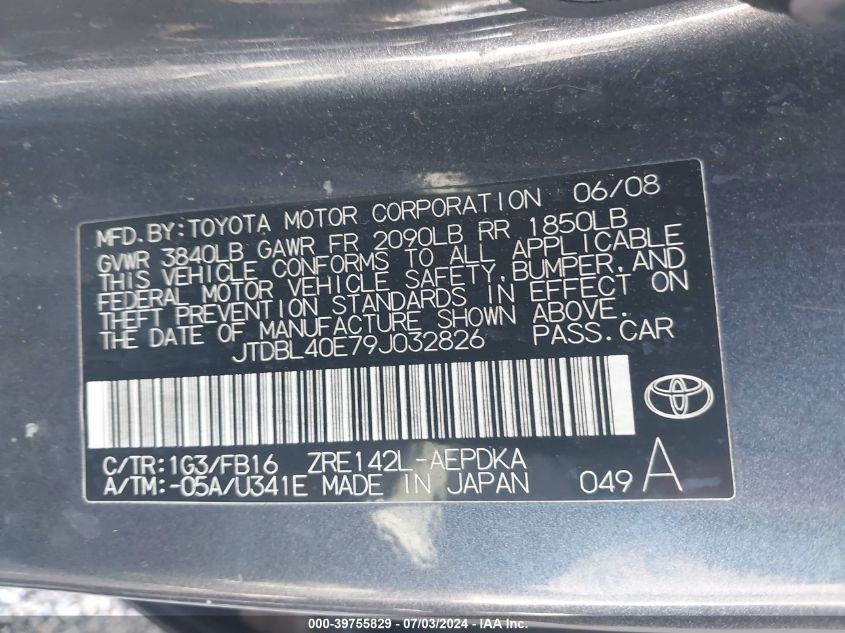 MFD. BY: TOYOTA MOTOR CORPORATION 06/08
GVWR 3840LB GAWR FR 2090LB RR 1850LB
THIS VEHICLE CONFORMS TO ALL APPLICABLE
FEDERAL MOTOR VEHICLE SAFETY, BUMPER, AND
THEFT PREVENTION STANDARDS IN EFFECT ON
THE DATE OF MANUFACTURE SHOWN ABOVE.
JTDBL40E79J032826 PASS. CAR
C/TR: 1G3/FB16 ZRE142L-AEPDKA
A/TM: -05A/U341E MADE IN JAPAN 049 A
000-39755829 - 07/03/2024 - IAA Inc.